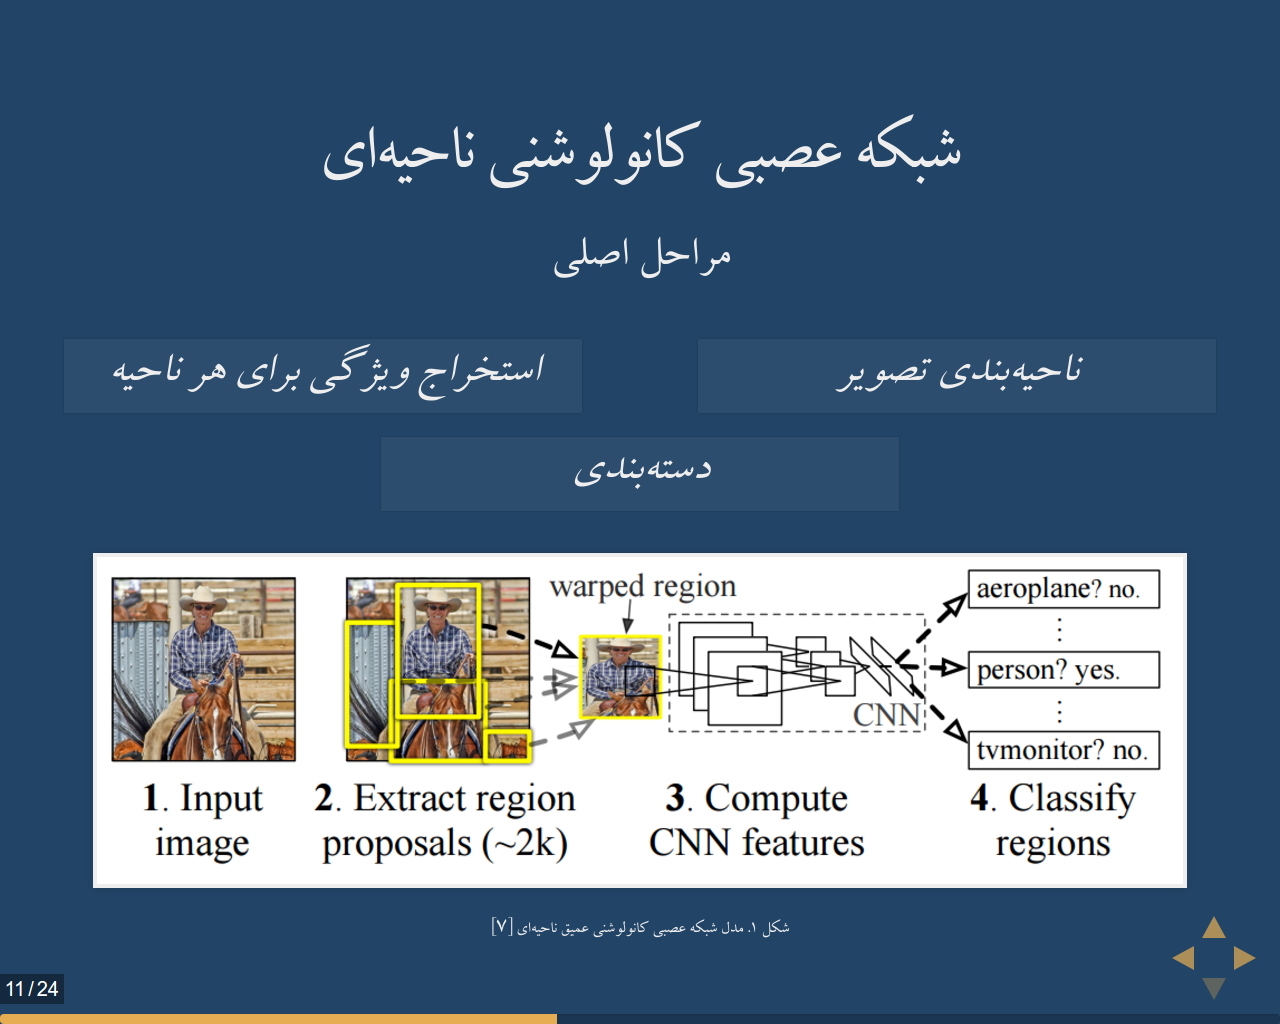 شبکه عصبی کانولوشنی ناحیه‌ای
مراحل اصلی
ناحیه‌بندی تصویر
استخراج ویژگی برای هر ناحیه
دسته‌بندی
warped region
aeroplane? no.
⋮
person? yes.
⋮
tvmonitor? no.
CNN
1. Input
image
2. Extract region
proposals (~2k)
3. Compute
CNN features
4. Classify
regions
شکل ۱. مدل شبکه عصبی کانولوشنی عمیق ناحیه‌ای [۷]
11 / 24